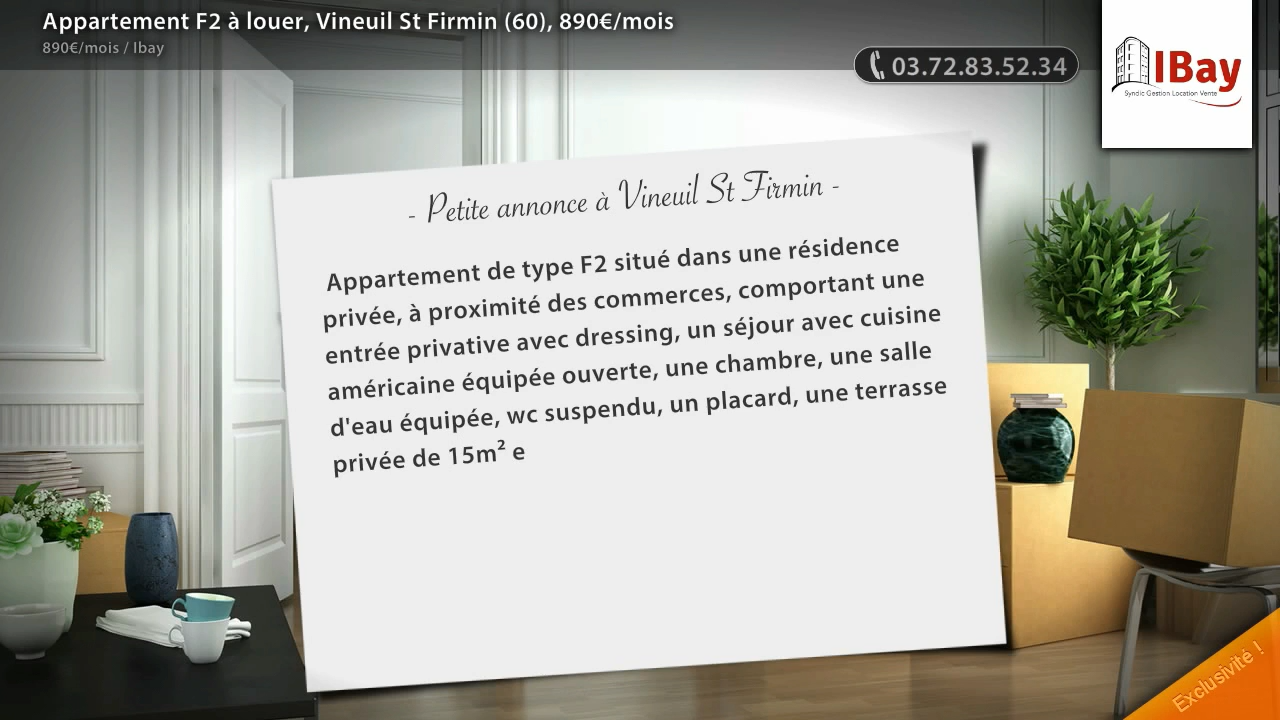 Appartement F2 à louer, Vineuil St Firmin (60), 890€/mois
890€/mois / Ibay
03.72.83.52.34
IBay
Syndic Gestion Location Vente
- Petite annonce à Vineuil St Firmin -
Appartement de type F2 situé dans une résidence
privée, à proximité des commerces, comportant une
entrée privative avec dressing, un séjour avec cuisine
américaine équipée ouverte, une chambre, une salle
d'eau équipée, wc suspendu, un placard, une terrasse
privée de 15m² e
Exclusivité !